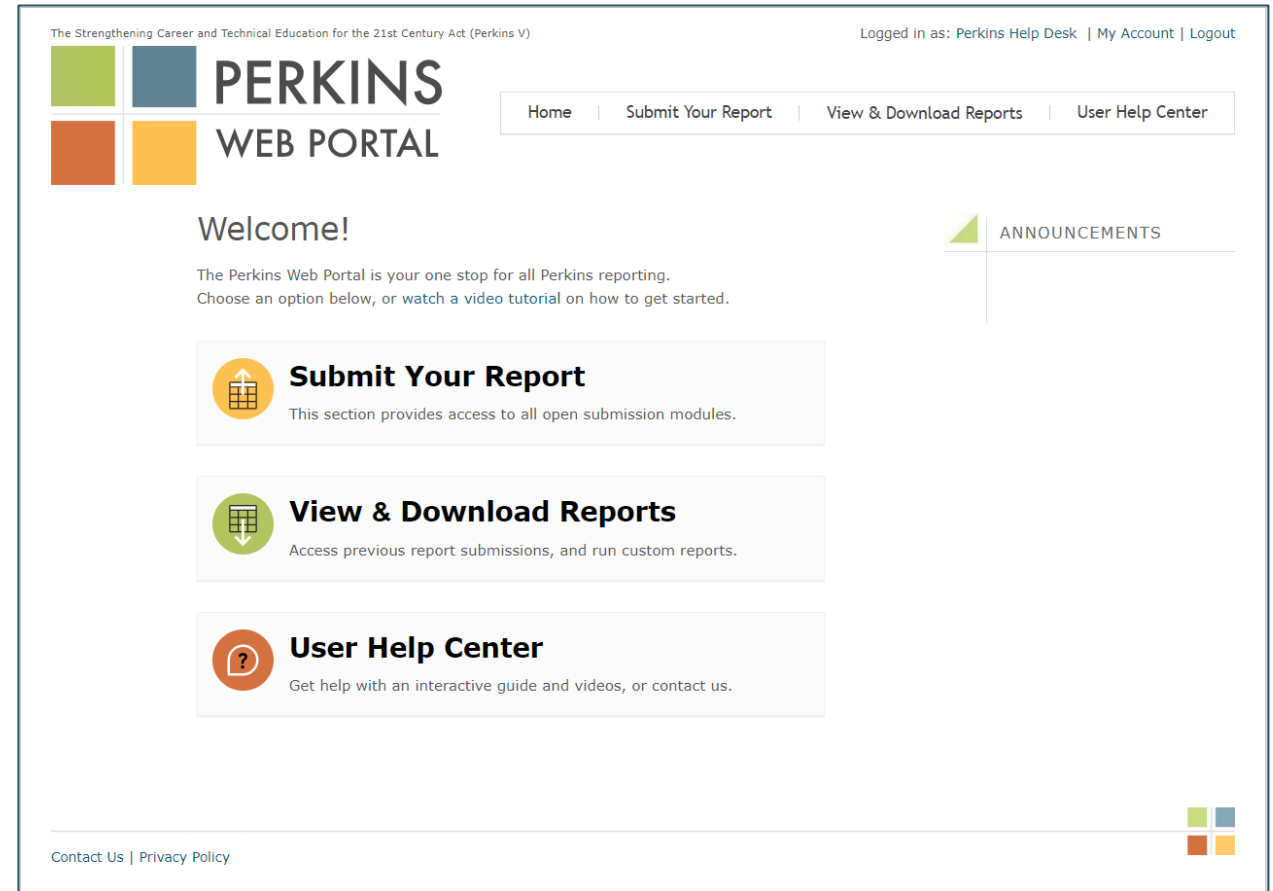 The Strengthening Career and Technical Education for the 21st Century Act (Perkins V)
Logged in as: Perkins Help Desk | My Account | Logout
PERKINS
WEB PORTAL
Home | Submit Your Report | View & Download Reports | User Help Center
Welcome!
The Perkins Web Portal is your one stop for all Perkins reporting.
Choose an option below, or watch a video tutorial on how to get started.
ANNOUNCEMENTS
Submit Your Report
This section provides access to all open submission modules.
View & Download Reports
Access previous report submissions, and run custom reports.
?
User Help Center
Get help with an interactive guide and videos, or contact us.
Contact Us | Privacy Policy